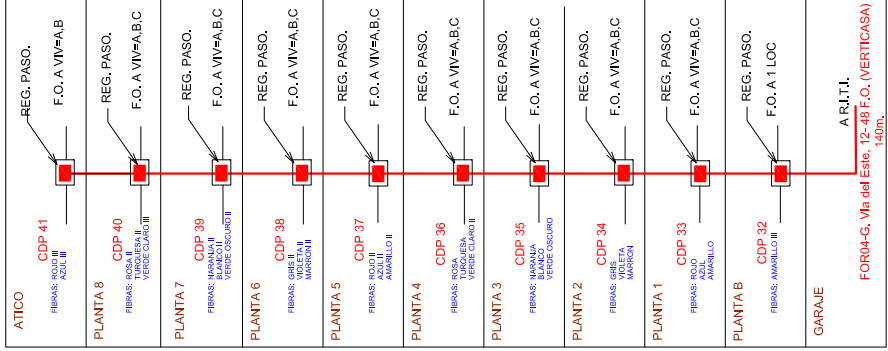 ATICO
CDP 41
FIBRAS: ROJO III
AZUL III
REG. PASO.
F.O. A VIV=A,B
PLANTA 8
CDP 40
FIBRAS: ROSA II
TURQUESA II
VERDE CLARO III
REG. PASO.
F.O. A VIV=A,B,C
PLANTA 7
CDP 39
FIBRAS: NARANJA II
BLANCO II
VERDE OSCURO II
REG. PASO.
F.O. A VIV=A,B,C
PLANTA 6
CDP 38
FIBRAS: GRIS II
VIOLETA II
MARRON II
REG. PASO.
F.O. A VIV=A,B,C
PLANTA 5
CDP 37
FIBRAS: ROJO II
AZUL II
AMARILLO II
REG. PASO.
F.O. A VIV=A,B,C
PLANTA 4
CDP 36
FIBRAS: ROSA
TURQUESA
VERDE CLARO II
REG. PASO.
F.O. A VIV=A,B,C
PLANTA 3
CDP 35
FIBRAS: NARANJA
BLANCO
VERDE OSCURO
REG. PASO.
F.O. A VIV=A,B,C
PLANTA 2
CDP 34
FIBRAS: GRIS
VIOLETA
MARRON
REG. PASO.
F.O. A VIV=A,B,C
PLANTA 1
CDP 33
FIBRAS: ROJO
AZUL
AMARILLO
REG. PASO.
F.O. A VIV=A,B,C
PLANTA B
CDP 32
FIBRAS: AMARILLO III
REG. PASO.
F.O. A 1 LOC
GARAJE
A R.I.T.I.
FOR04-G, Vla del Este, 12- 48 F.O. (VERTICASA)
140m.